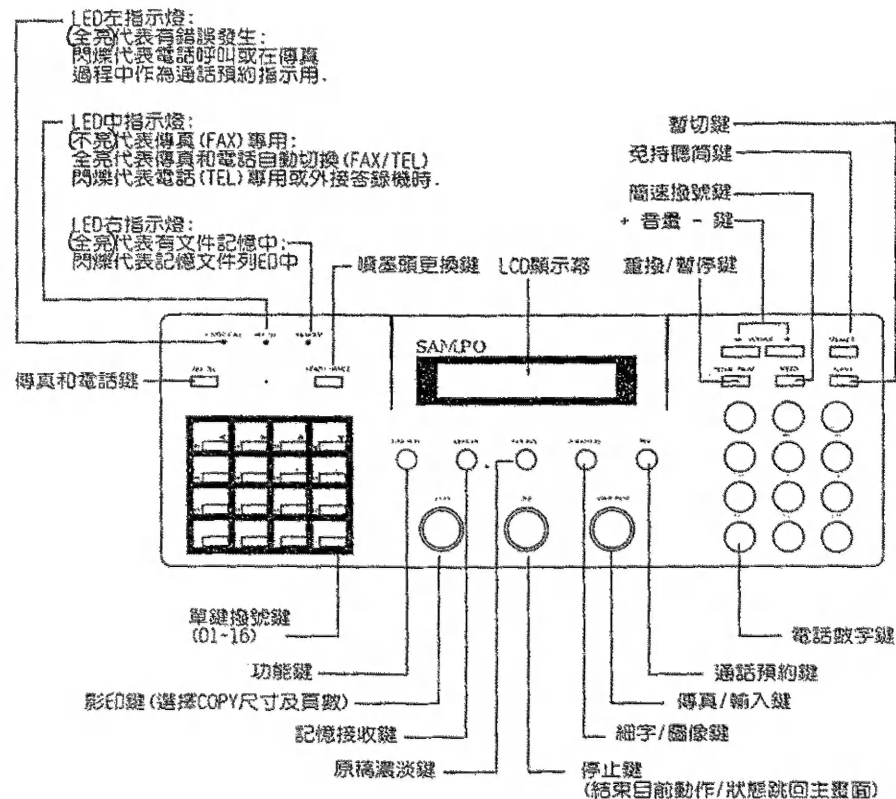 LED左指示燈:
(全亮)代表有錯誤發生:
閃爍代表電話呼叫或在傳真
過程中作為通話預約指示用.
LED中指示燈:
(不亮)代表傳真(FAX)專用:
全亮代表傳真和電話自動切換(FAX/TEL)
閃爍代表電話(TEL)專用或外接答錄機時.
LED右指示燈:
(全亮)代表有文件記憶中:
閃爍代表記憶文件列印中
噴墨頭更換鍵
LCD顯示幕
暫切鍵
免持聽筒鍵
簡速撥號鍵
+ 音量 - 鍵
重撥/暫停鍵
SAMPO
傳真和電話鍵
單鍵撥號鍵
(01~16)
功能鍵
影印鍵(選擇COPY尺寸及頁數)
記憶接收鍵
原稿濃淡鍵
電話數字鍵
通話預約鍵
傳真/輸入鍵
細字/圖像鍵
停止鍵
(結束目前動作/狀態跳回主畫面)